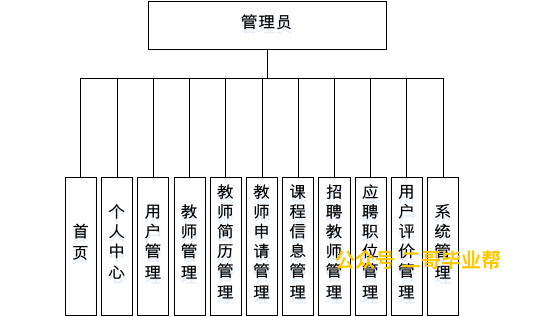 管理员
首页
个人中心
用户管理
教师管理
教师简历管理
教师申请管理
课程信息管理
招聘教师管理
应聘职位管理
用户评价管理
系统管理
公众号 二哥毕业帮